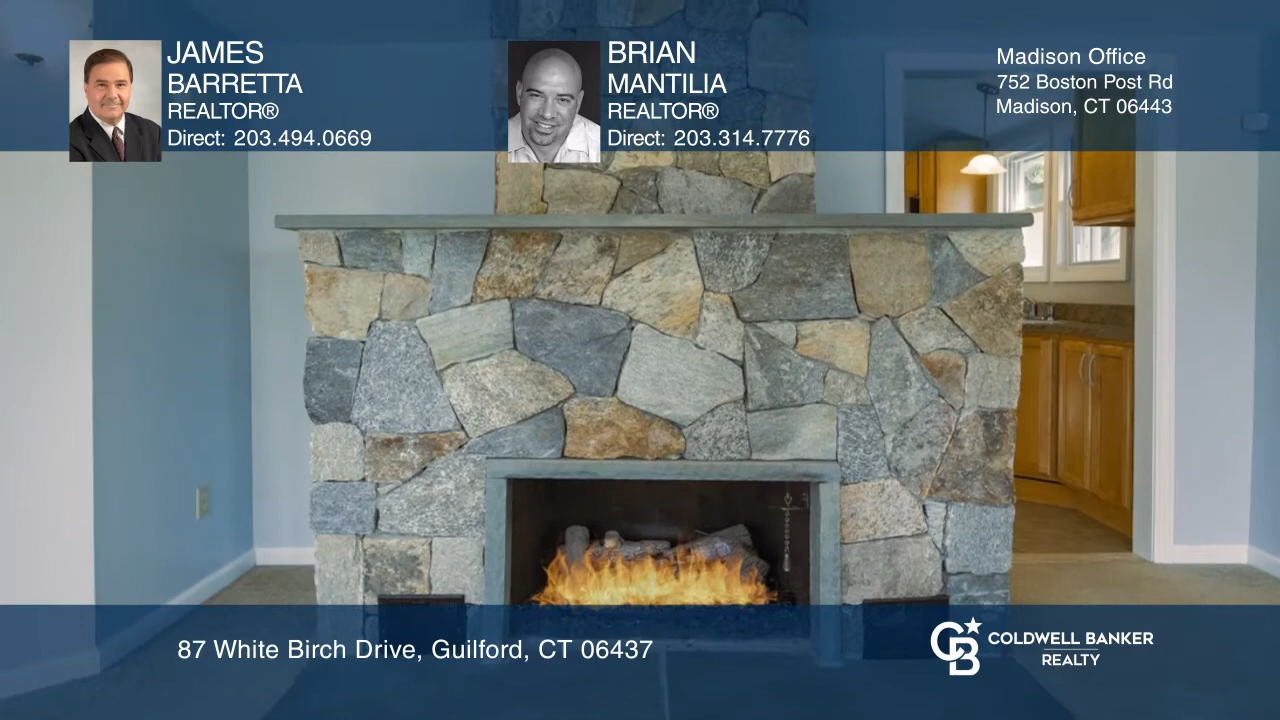 JAMES
BARRETTA
REALTOR®
Direct: 203.494.0669
BRIAN
MANTILIA
REALTOR®
Direct: 203.314.7776
Madison Office
752 Boston Post Rd
Madison, CT 06443
87 White Birch Drive, Guilford, CT 06437
CB
COLDWELL BANKER
REALTY